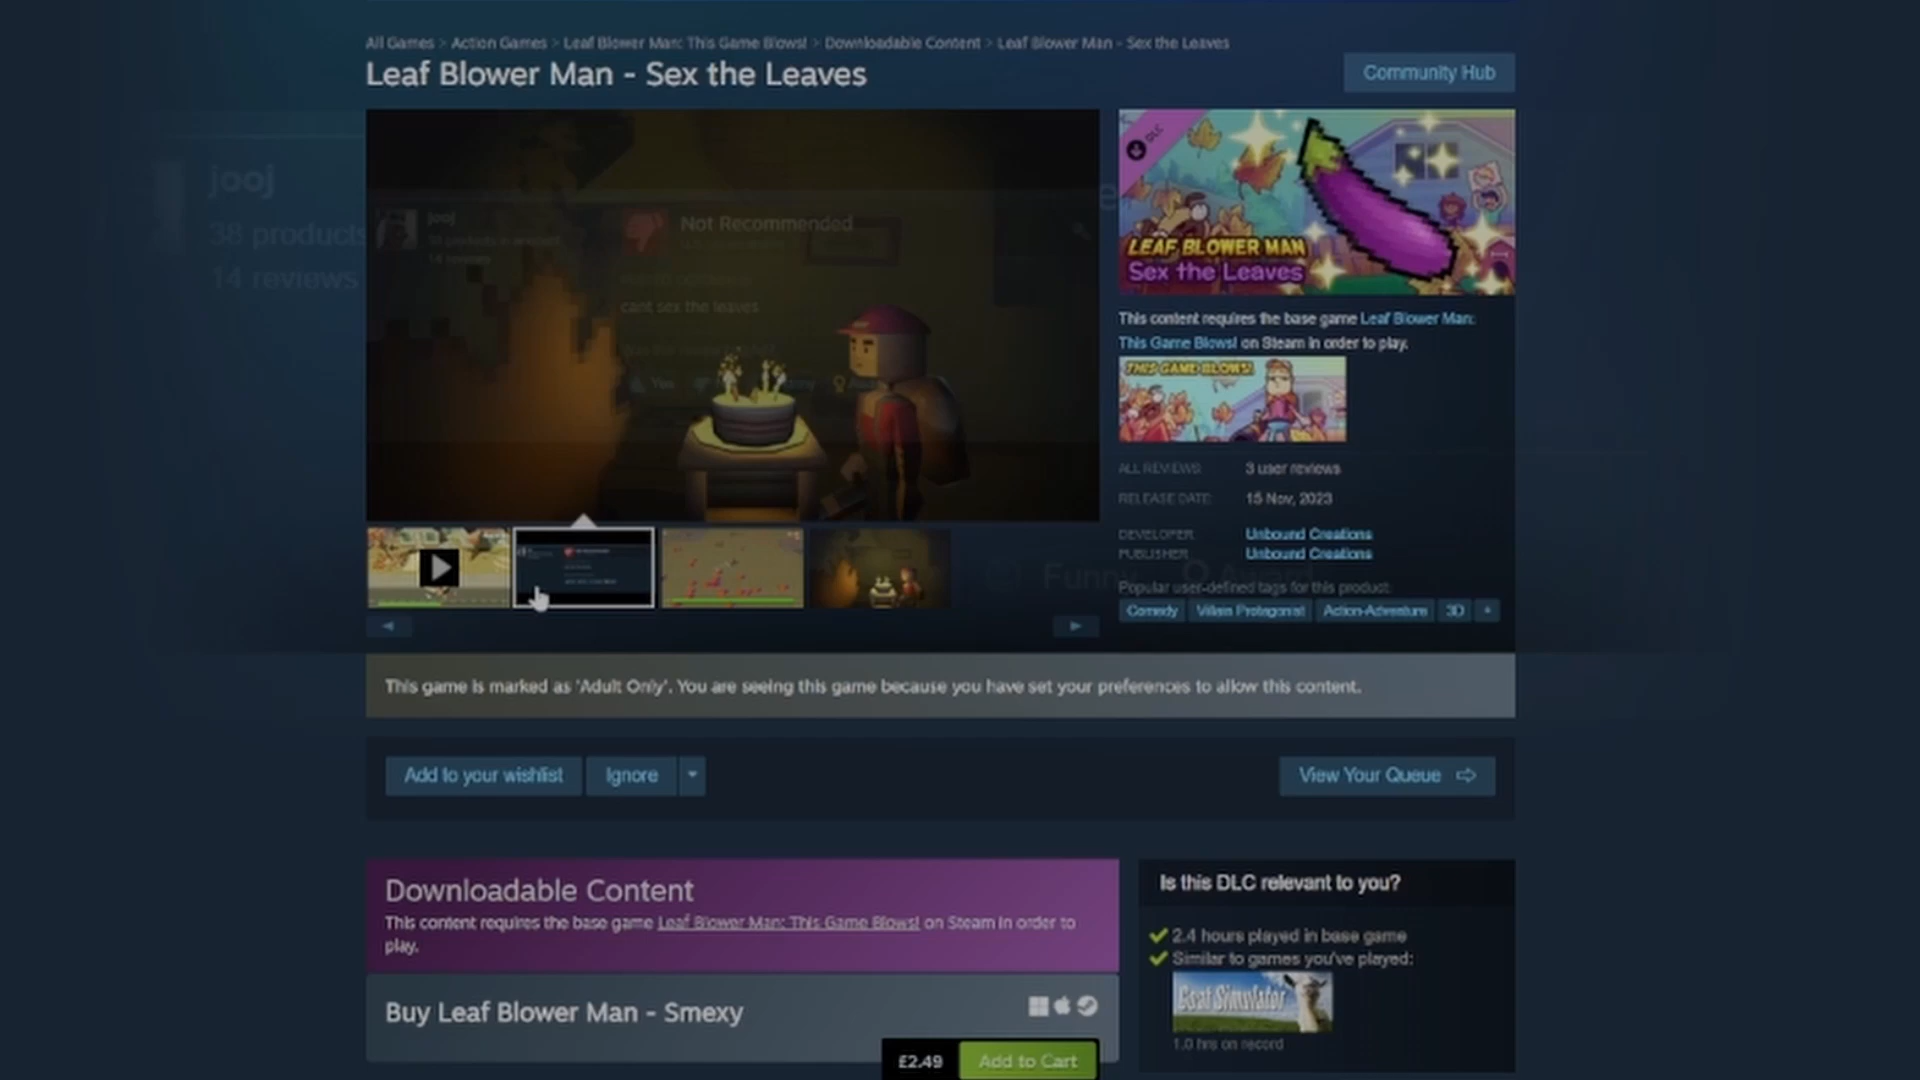 All Games > Action Games > Leaf Blower Man: This Game Blows! > Downloadable Content > Leaf Blower Man - Sex the Leaves
Leaf Blower Man - Sex the Leaves
Community Hub
jooj
38 products
14 reviews
jooj
14 reviews
Not Recommended
cant sex the leaves
Yes
DLC
LEAF BLOWER MAN
Sex the Leaves
This content requires the base game Leaf Blower Man:
This Game Blows! on Steam in order to play.
THIS GAME BLOWS!
ALL REVIEWS: 3 user reviews
RELEASE DATE: 15 Nov, 2023
DEVELOPER: Unbound Creations
PUBLISHER: Unbound Creations
Funny Award
Popular user-defined tags for this product:
Comedy Villain Protagonist Action-Adventure 3D +
This game is marked as 'Adult Only'. You are seeing this game because you have set your preferences to allow this content.
Add to your wishlist Ignore
View Your Queue
Downloadable Content
This content requires the base game Leaf Blower Man: This Game Blows! on Steam in order to
play.
Buy Leaf Blower Man - Smexy
£2.49 Add to Cart
Is this DLC relevant to you?
2.4 hours played in base game
Similar to games you've played:
Goat Simulator
1.0 hrs on record